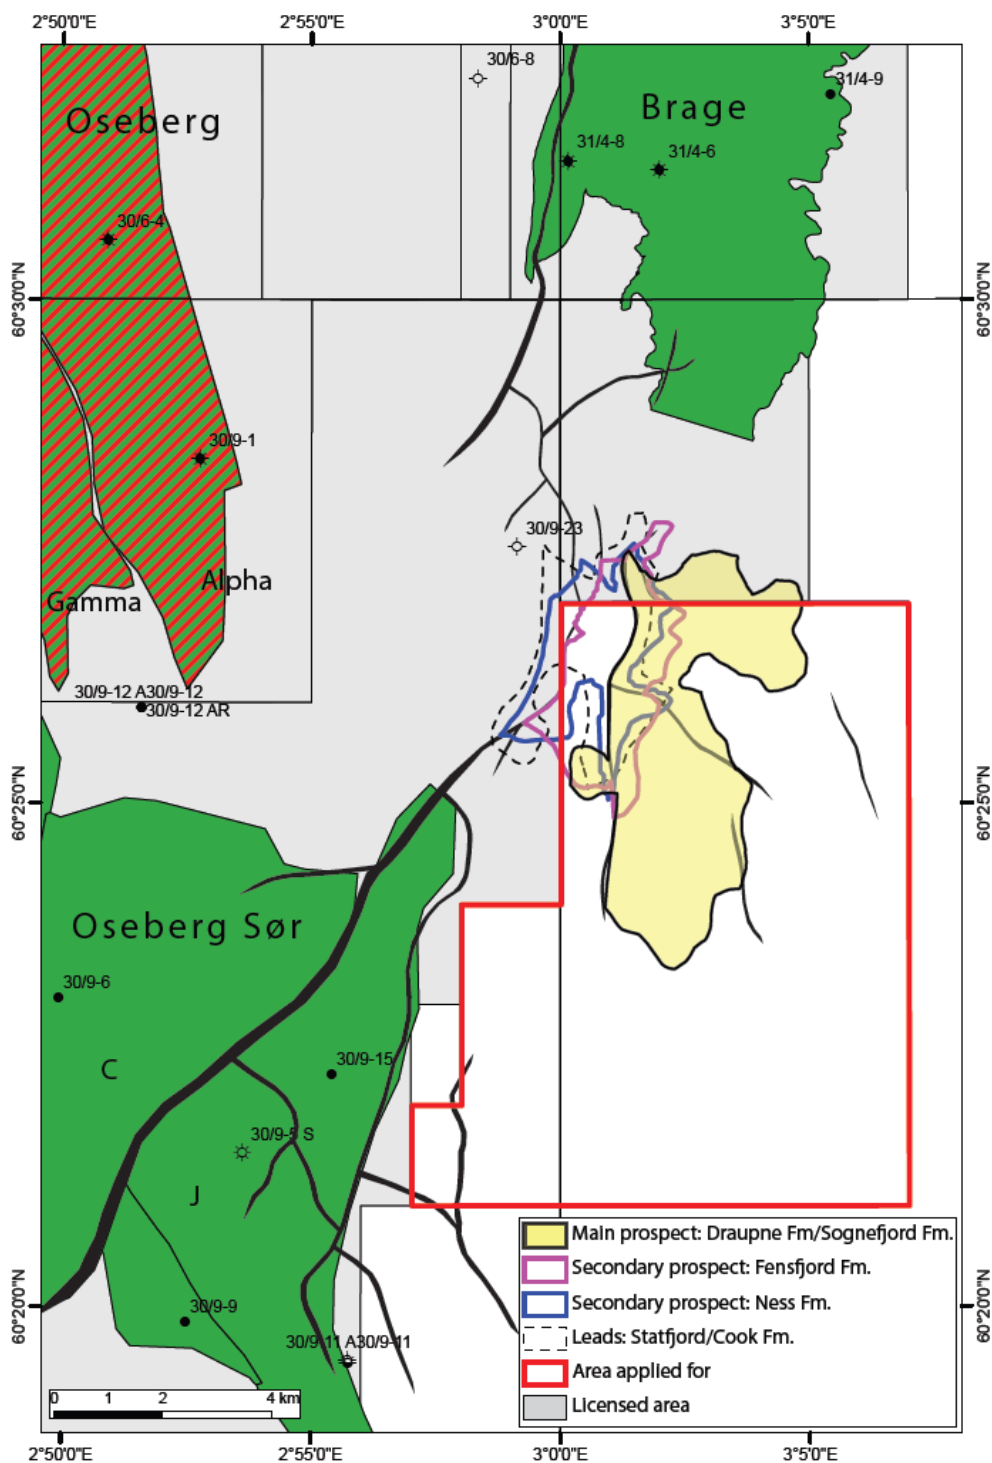 2°50'0"E
2°55'0"E
3°0'0"E
3°5'0"E
30/6-8
31/4-9
Oseberg
Brage
31/4-8
31/4-6
30/6-4
60°30'0"N
60°30'0"N
30/9-1
30/9-23
Alpha
Gamma
30/9-12 A30/9-12
30/9-12 AR
60°25'0"N
60°25'0"N
Oseberg Sør
30/9-6
C
30/9-15
30/9-5 S
J
Main prospect: Draupne Fm/Sognefjord Fm.
Secondary prospect: Fensfjord Fm.
Secondary prospect: Ness Fm.
60°20'0"N
60°20'0"N
30/9-9
30/9-11 A30/9-11
Leads: Statfjord/Cook Fm.
Area applied for
Licensed area
0 1 2 4 km
2°50'0"E
2°55'0"E
3°0'0"E
3°5'0"E